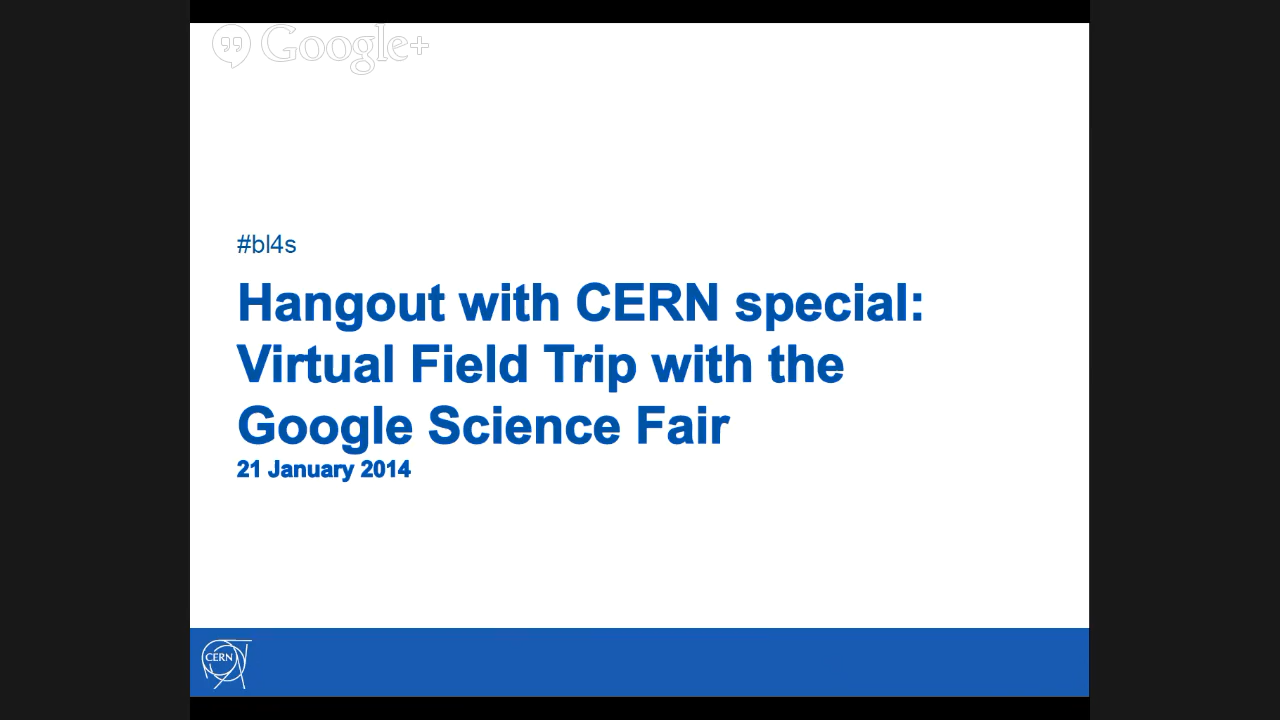 Google+
#bl4s
Hangout with CERN special:
Virtual Field Trip with the
Google Science Fair
21 January 2014
CERN